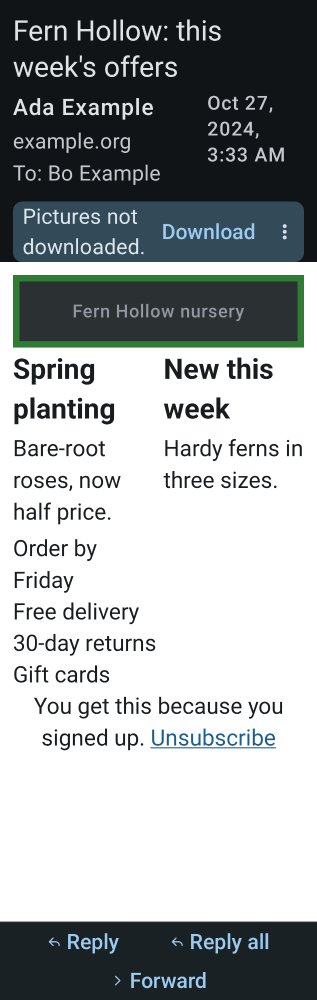 Fern Hollow: this
week's offers
Ada Example
Oct 27,
2024,
3:33 AM
example.org
To: Bo Example
Pictures not
downloaded.
Download
Fern Hollow nursery
Spring
planting
Bare-root
roses, now
half price.
New this
week
Hardy ferns in
three sizes.
Order by
Friday
Free delivery
30-day returns
Gift cards
You get this because you
signed up. Unsubscribe
Reply
Reply all
Forward